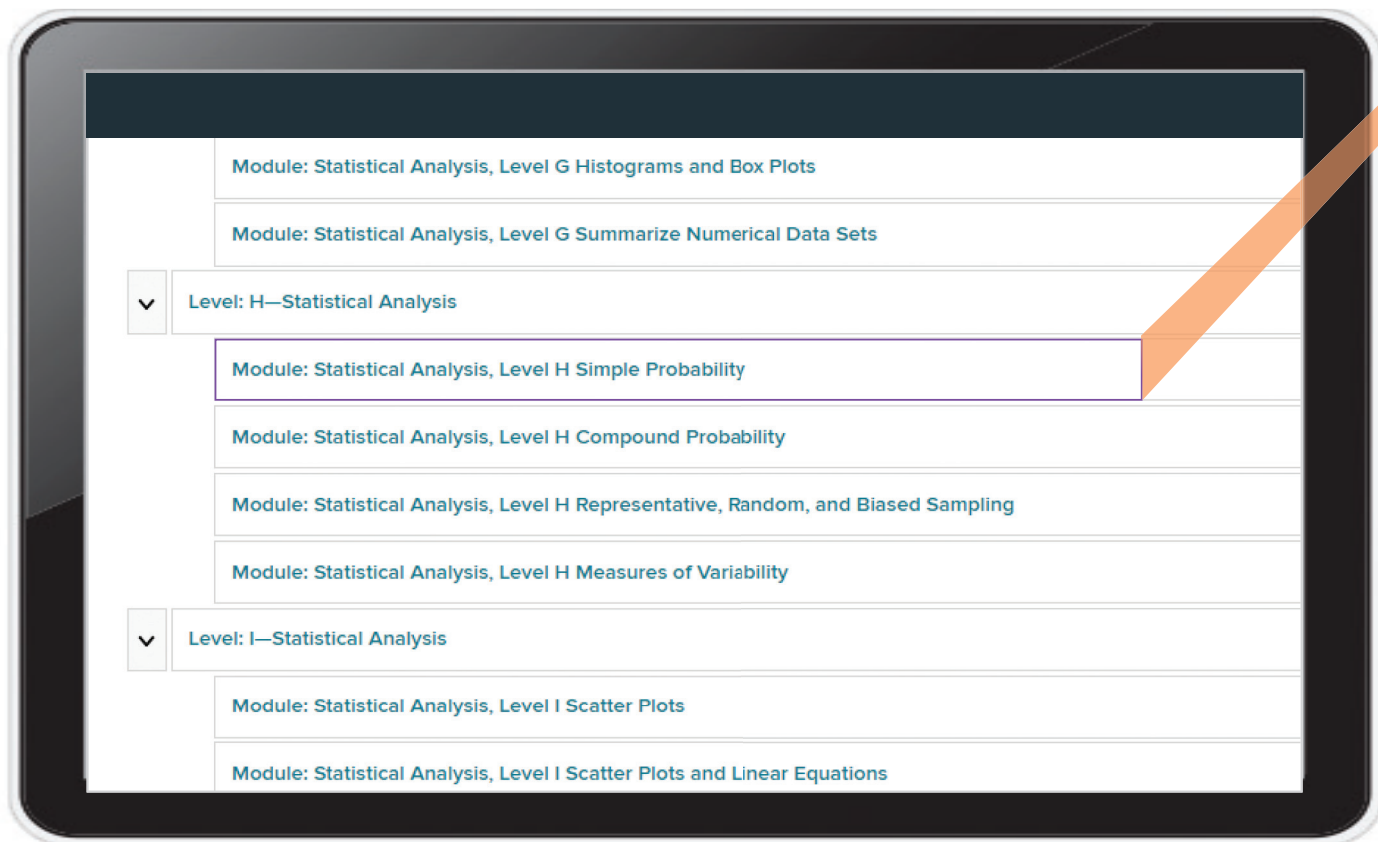 Module: Statistical Analysis, Level G Histograms and Box Plots
Module: Statistical Analysis, Level G Summarize Numerical Data Sets
Level: H—Statistical Analysis
Module: Statistical Analysis, Level H Simple Probability
Module: Statistical Analysis, Level H Compound Probability
Module: Statistical Analysis, Level H Representative, Random, and Biased Sampling
Module: Statistical Analysis, Level H Measures of Variability
Level: I—Statistical Analysis
Module: Statistical Analysis, Level I Scatter Plots
Module: Statistical Analysis, Level I Scatter Plots and Linear Equations